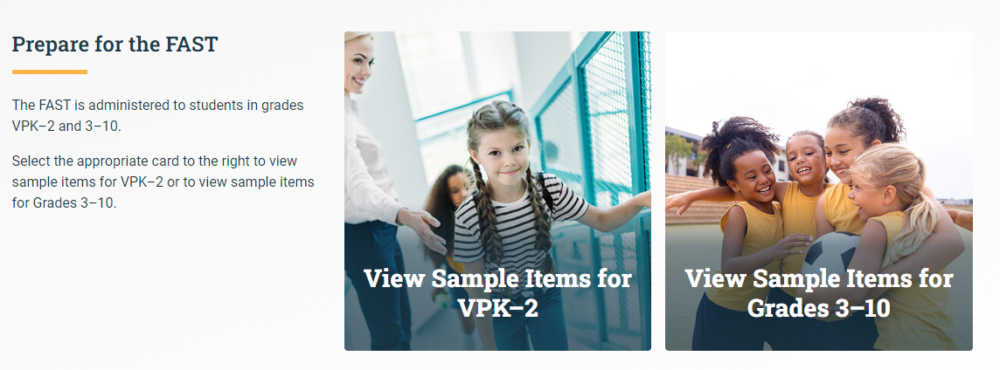 Prepare for the FAST
The FAST is administered to students in grades
VPK–2 and 3–10.
Select the appropriate card to the right to view
sample items for VPK–2 or to view sample items
for Grades 3–10.
View Sample Items for
VPK–2
View Sample Items for
Grades 3–10